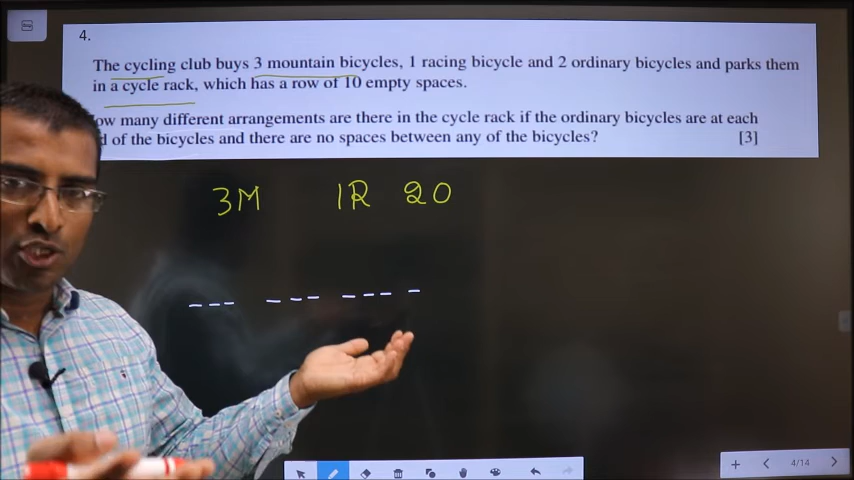 4.
The cycling club buys 3 mountain bicycles, 1 racing bicycle and 2 ordinary bicycles and parks them
in a cycle rack, which has a row of 10 empty spaces.
ow many different arrangements are there in the cycle rack if the ordinary bicycles are at each
d of the bicycles and there are no spaces between any of the bicycles? [3]
3M 1R 2O
4/14